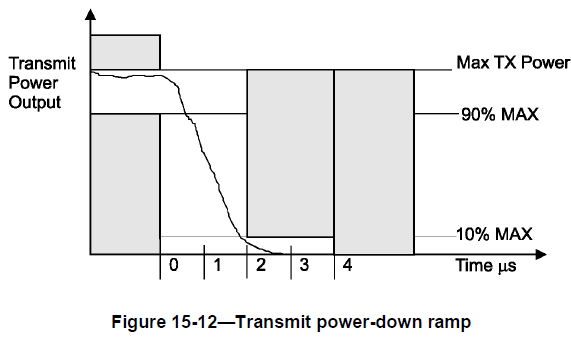 Transmit
Power
Output
Max TX Power
90% MAX
10% MAX
0 1 2 3 4
Time μs
Figure 15-12—Transmit power-down ramp